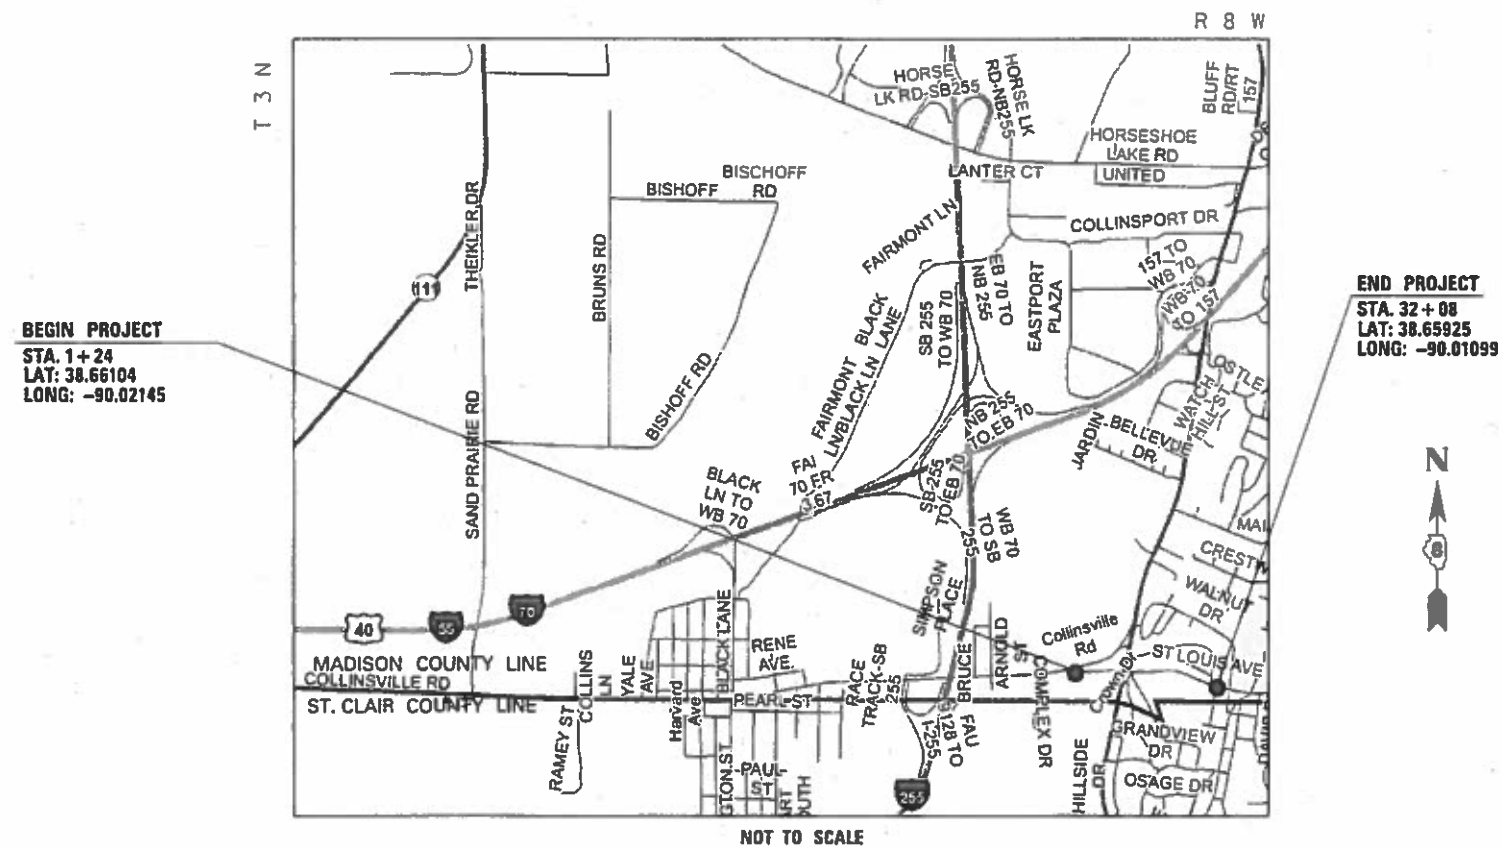 R 8 W
T 3 N
HORSE
LK RD-SB255
HORSE LK
RD-NB255
BLUFF
RD/RT
157
HORSESHOE
LAKE RD
LANTER CT
UNITED
BISCHOFF
RD
BISHOFF
THEIKLER DR
BRUNS RD
FAIRMONT LN
COLLINSPORT DR
157 TO
WB 70
WB 70
TO 157
EB 70 TO
NB 255
EASTPORT
PLAZA
111
SB 255
TO WB 70
FAIRMONT BLACK
LN/BLACK LN LANE
BEGIN PROJECT
STA. 1+24
LAT: 38.66104
LONG: -90.02145
END PROJECT
STA. 32+08
LAT: 38.65925
LONG: -90.01099
BISHOFF RD
SAND PRAIRIE RD
NB 255
TO EB 70
JARDIN
BELLEVUE
DR
WATCH
HILL ST
OSTLE
BLACK
LN TO
WB 70
FAI
70 ER
67
SB 255
TO EB 70
WB 70
TO SB
255
N
8
MAI
CREST
WALNUT
DR
SIMPSON
PLACE
40
55
70
MADISON COUNTY LINE
COLLINSVILLE RD
ST. CLAIR COUNTY LINE
COLLINS
LN
YALE
AVE
BLACK LANE
RENE
AVE
RACE
TRACK-SB
255
BRUCE
ARNOLD
ST
Collinsville
Rd
ST LOUIS AVE
Crown Dr
COMPLEX DR
RAMEY ST
Harvard
Ave
PEARL ST
FAU
9128 TO
I-255
GRANDVIEW
DR
HILLSIDE
DR
OSAGE DR
GTON ST
PAUL
ST
ART
OUTH
255
NOT TO SCALE